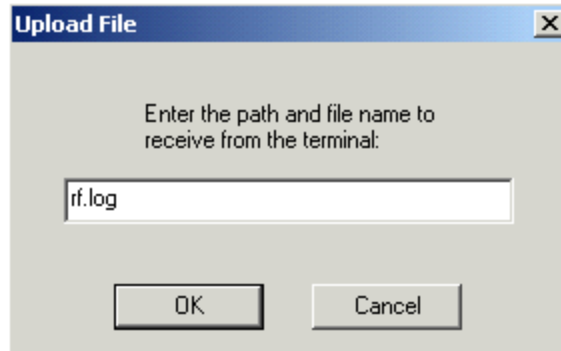 Upload File
Enter the path and file name to
receive from the terminal:
rf.log
OK
Cancel